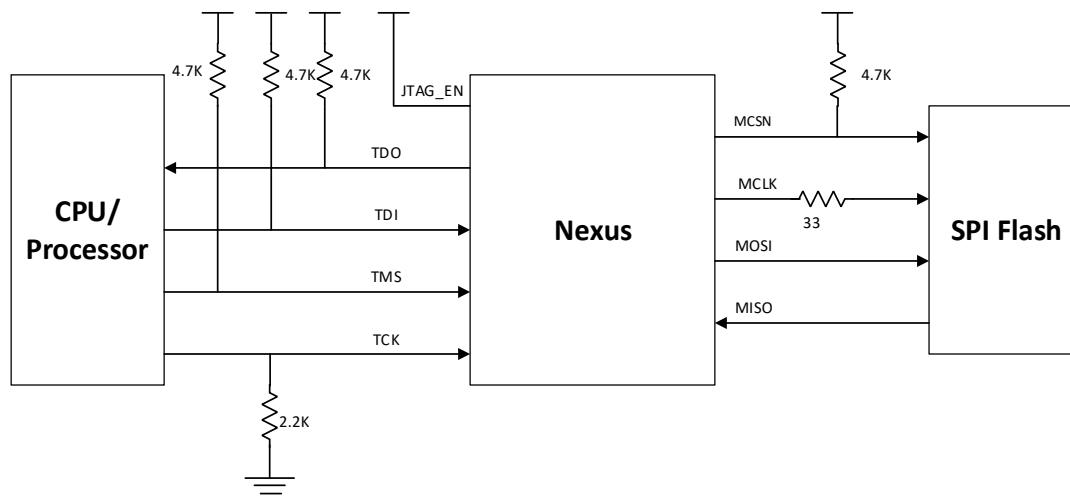 4.7K
4.7K
4.7K
4.7K
JTAG_EN
MCSN
TDO
MCLK
CPU/
Processor
TDI
Nexus
33
SPI Flash
MOSI
TMS
MISO
TCK
2.2K